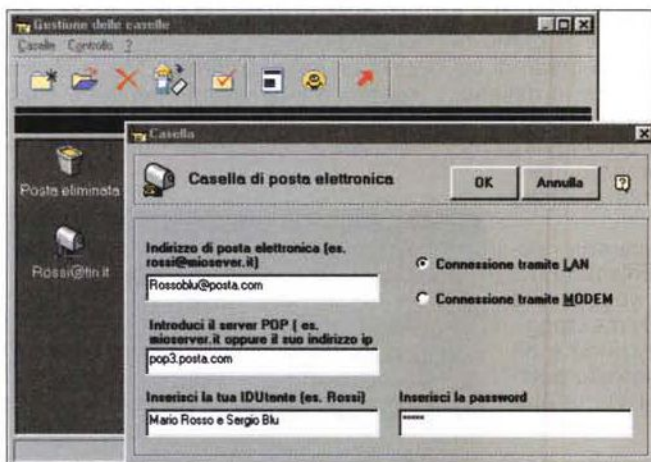 Gestione delle caselle
Caselle Controllo ?
Casella
Casella di posta elettronica
OK
Annulla
Posta eliminata
Rossi@tin.it
Indirizzo di posta elettronica (es.
rossi@miosever.it)
Rossoblu@posta.com
Connessione tramite LAN
Connessione tramite MODEM
Introduci il server POP ( es.
mioserver.it oppure il suo indirizzo ip
pop3.posta.com
Inserisci la tua IDUtente (es. Rossi)
Inserisci la password
Mario Rosso e Sergio Blu
*****